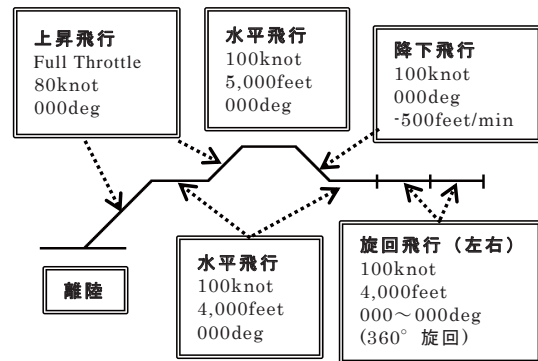 上昇飛行
Full Throttle
80knot
000deg
水平飛行
100knot
5,000feet
000deg
降下飛行
100knot
000deg
-500feet/min
離陸
水平飛行
100knot
4,000feet
000deg
旋回飛行（左右）
100knot
4,000feet
000～000deg
(360° 旋回)